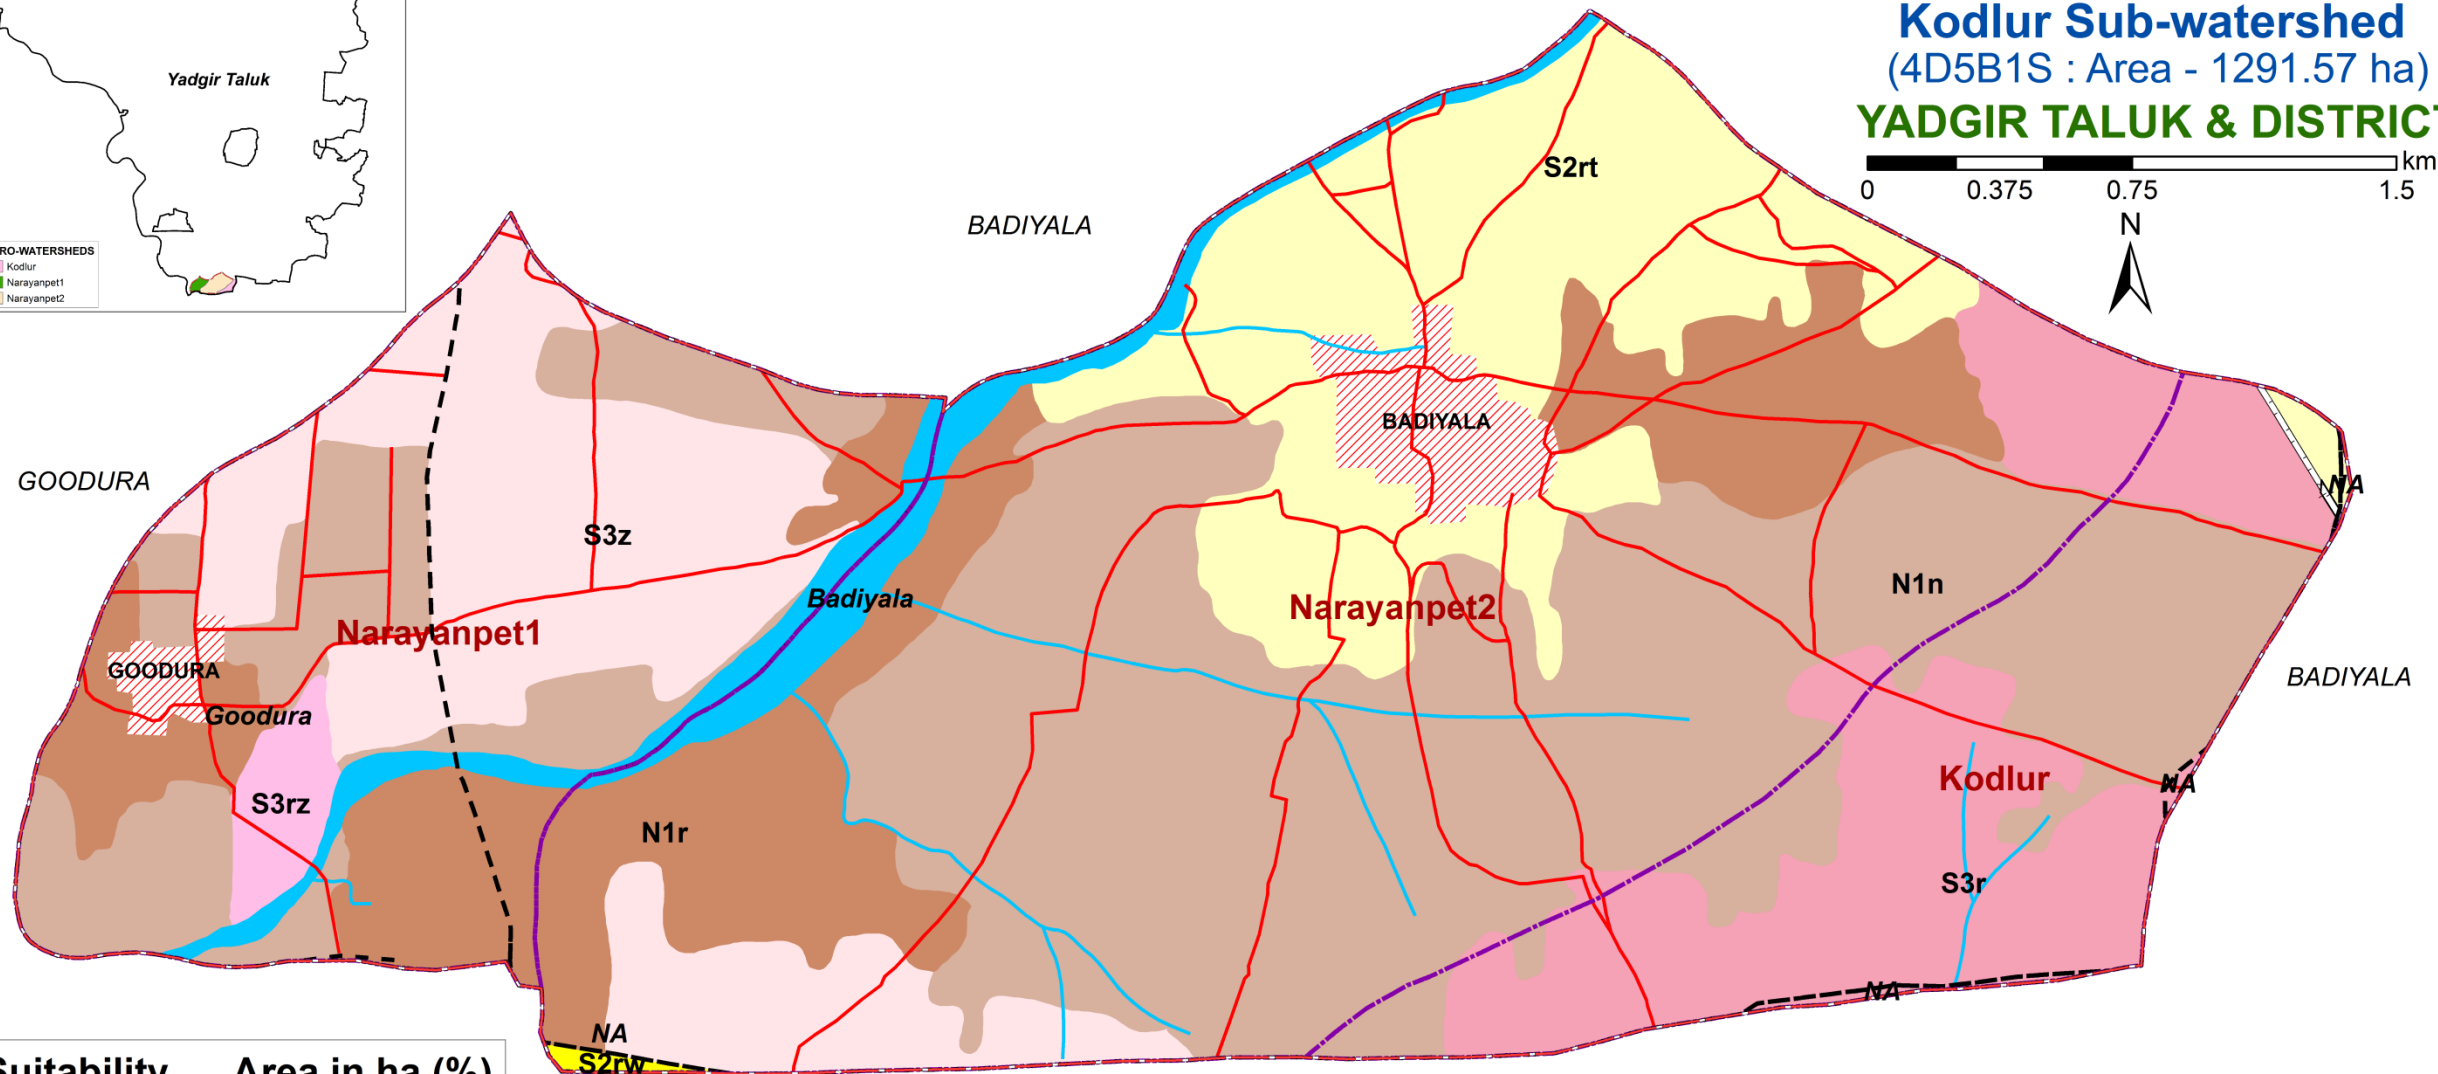 Kodlur Sub-watershed
(4D5B1S : Area - 1291.57 ha)
YADGIR TALUK & DISTRICT
km
0 0.375 0.75 1.5
N
Yadgir Taluk
RO-WATERSHEDS
Kodlur
Narayanpet1
Narayanpet2
BADIYALA
S2rt
GOODURA
BADIYALA
NA
S3z
Badiyala
N1n
Narayanpet2
Narayanpet1
GOODURA
BADIYALA
Goodura
Kodlur
NA
S3rz
N1r
S3r
NA
NA
S2rw
Suitability Area in ha (%)